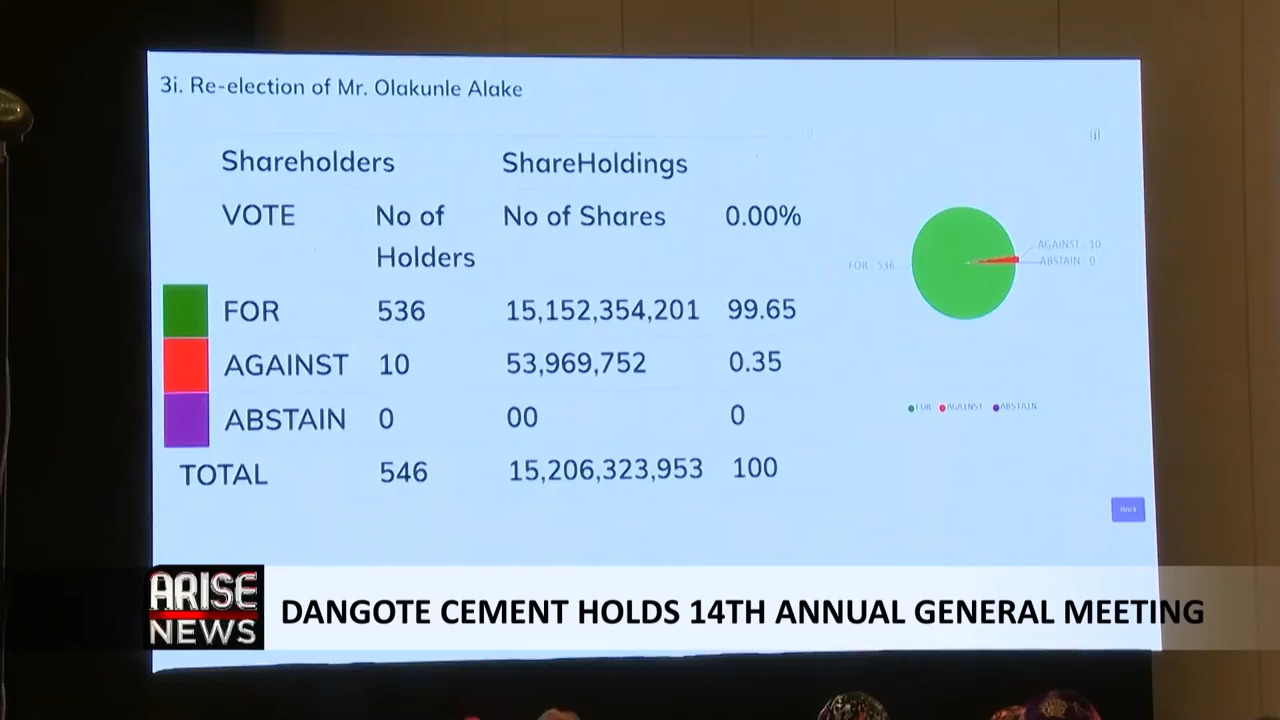 3i. Re-election of Mr. Olakunle Alake
Shareholders ShareHoldings
VOTE No of Holders No of Shares 0.00%
FOR 536 15,152,354,201 99.65
AGAINST 10 53,969,752 0.35
ABSTAIN 0 00 0
TOTAL 546 15,206,323,953 100
FOR 536
AGAINST 10
ABSTAIN 0
FOR AGAINST ABSTAIN
ARISE
NEWS
DANGOTE CEMENT HOLDS 14TH ANNUAL GENERAL MEETING